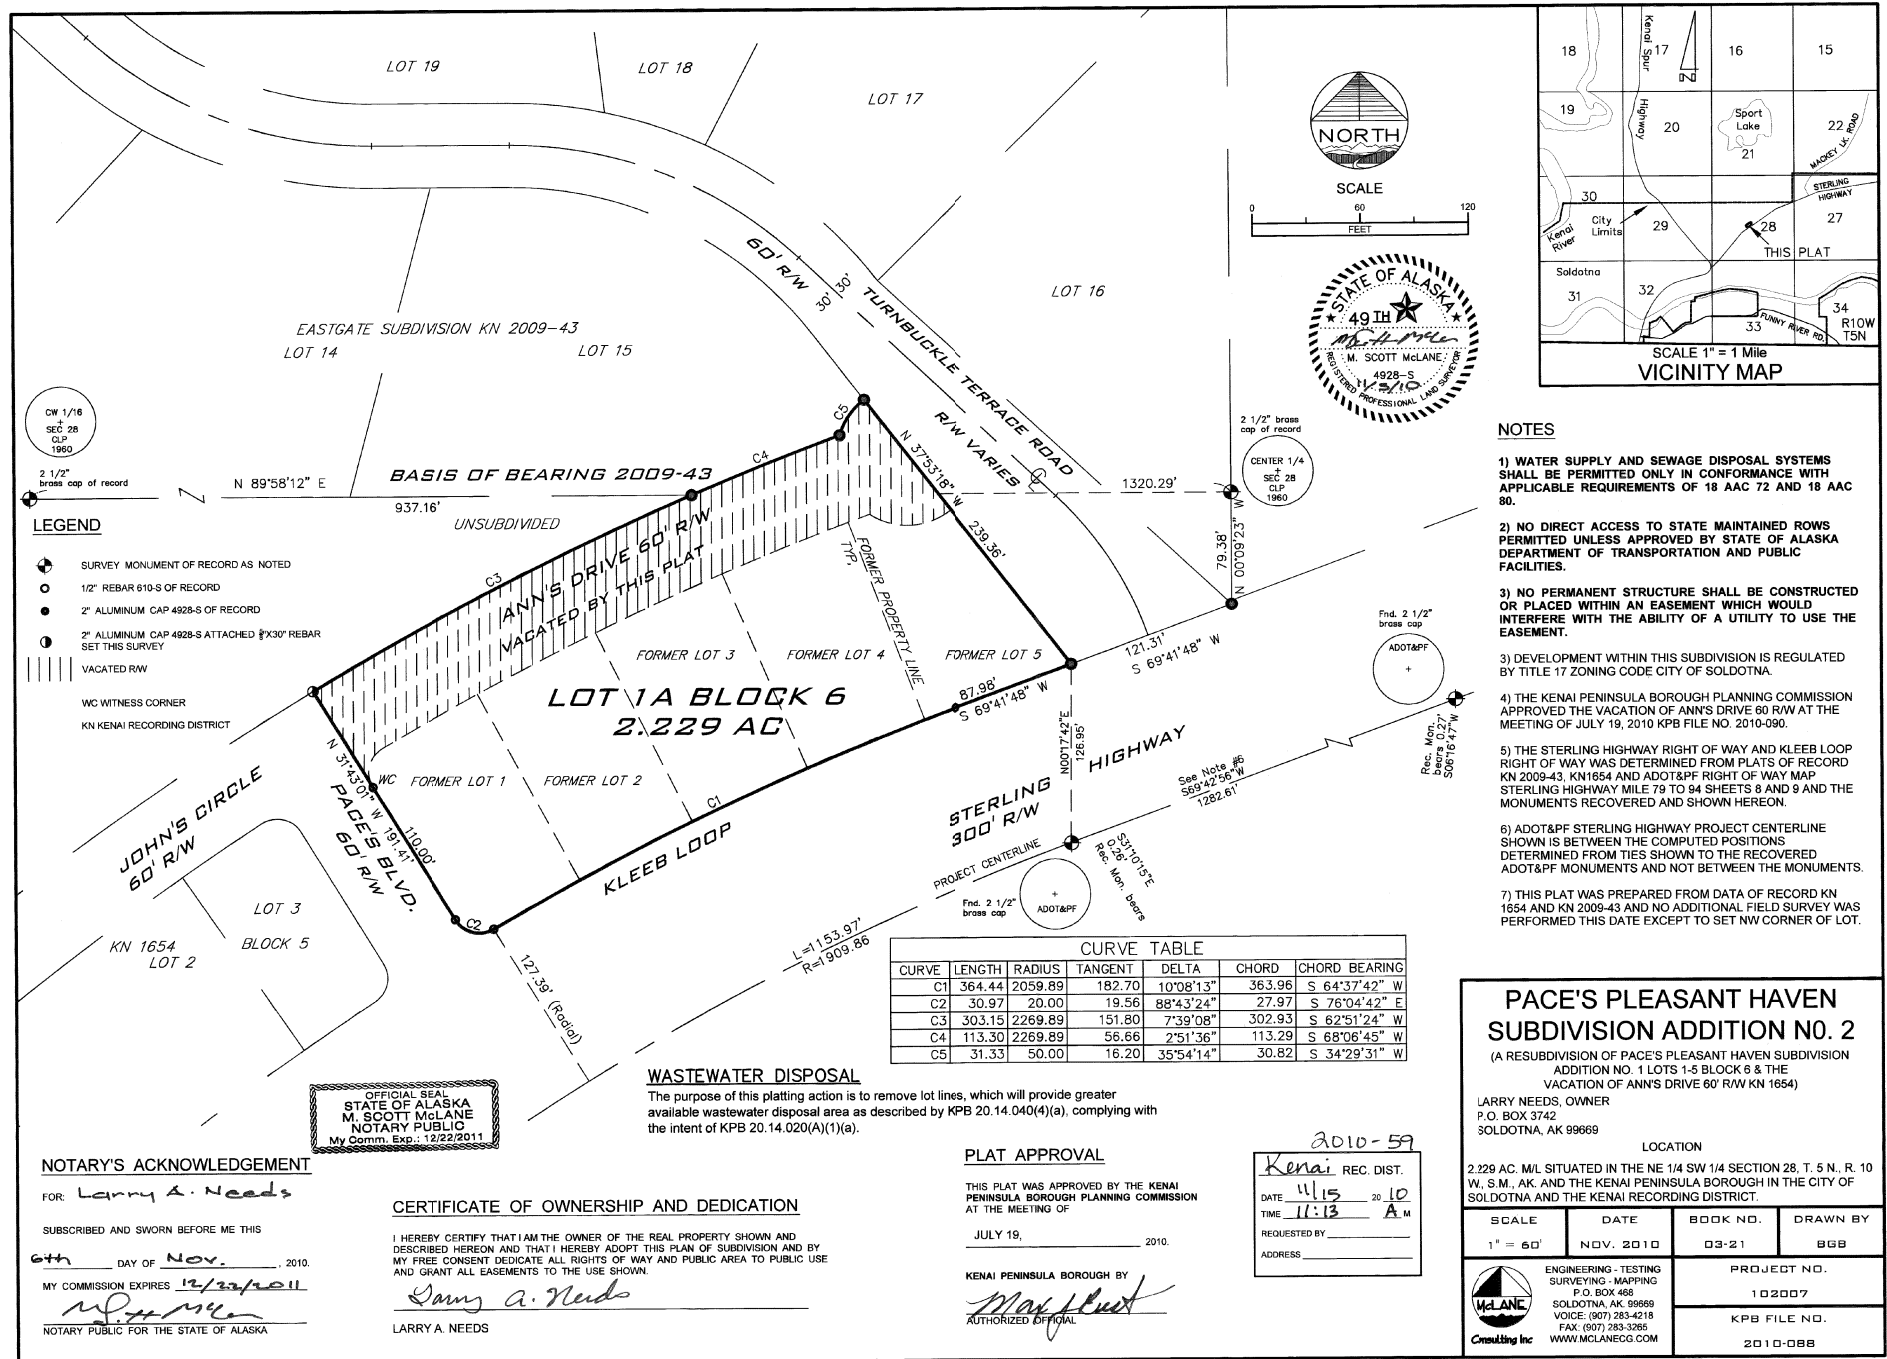 LOT 19
LOT 18
LOT 17
LOT 16
NORTH
SCALE
0 60 120
FEET
STATE OF ALASKA
49 TH
M. SCOTT McLANE
4928-S
11/3/10
REGISTERED PROFESSIONAL LAND SURVEYOR
18 17 16 15
Kenai Spur
Highway
N
19
20
Sport
Lake
21
22
MACKEY LK. ROAD
STERLING
HIGHWAY
30
City
Limits
29
28
27
Kenai
River
THIS PLAT
Soldotna
31
32
33
34
FUNNY RIVER RD.
R10W
T5N
SCALE 1" = 1 Mile
VICINITY MAP
60' R/W
30' 30'
TURNBUCKLE TERRACE ROAD
R/W VARIES
EASTGATE SUBDIVISION KN 2009-43
LOT 14
LOT 15
CW 1/16
+
SEC 28
CLP
1960
2 1/2"
brass cap of record
N 89°58'12" E
BASIS OF BEARING 2009-43
937.16'
UNSUBDIVIDED
C4
C5
N 37°53'18" W
239.36'
1320.29'
2 1/2" brass
cap of record
CENTER 1/4
+
SEC 28
CLP
1960
79.38'
N 00°09'23" W
LEGEND
SURVEY MONUMENT OF RECORD AS NOTED
1/2" REBAR 610-S OF RECORD
2" ALUMINUM CAP 4928-S OF RECORD
2" ALUMINUM CAP 4928-S ATTACHED 5/8"X30" REBAR
SET THIS SURVEY
VACATED R/W
WC WITNESS CORNER
KN KENAI RECORDING DISTRICT
C3
ANN'S DRIVE 60' R/W
VACATED BY THIS PLAT
FORMER PROPERTY LINE
TYP.
FORMER LOT 3
FORMER LOT 4
FORMER LOT 5
LOT 1A BLOCK 6
2.229 AC
87.98'
S 69°41'48" W
121.31'
S 69°41'48" W
N00°17'42"E
126.95'
Fnd. 2 1/2"
brass cap
ADOT&PF
+
Rec. Mon.
bears 0.27'
S06°16'47"W
WC
FORMER LOT 1
FORMER LOT 2
N 31°43'01" W 191.41'
110.00'
PACE'S BLVD.
60' R/W
JOHN'S CIRCLE
60' R/W
C1
KLEEB LOOP
STERLING HIGHWAY
300' R/W
See Note #6
S69°42'56"W
1282.61'
PROJECT CENTERLINE
S31°10'15"E
0.26'
Rec. Mon. bears
Fnd. 2 1/2"
brass cap
+
ADOT&PF
LOT 3
BLOCK 5
KN 1654
LOT 2
C2
127.39' (Radial)
L=1153.97'
R=1909.86
CURVE TABLE
CURVE LENGTH RADIUS TANGENT DELTA CHORD CHORD BEARING
C1 364.44 2059.89 182.70 10°08'13" 363.96 S 64°37'42" W
C2 30.97 20.00 19.56 88°43'24" 27.97 S 76°04'42" E
C3 303.15 2269.89 151.80 7°39'08" 302.93 S 62°51'24" W
C4 113.30 2269.89 56.66 2°51'36" 113.29 S 68°06'45" W
C5 31.33 50.00 16.20 35°54'14" 30.82 S 34°29'31" W
NOTES
1) WATER SUPPLY AND SEWAGE DISPOSAL SYSTEMS
SHALL BE PERMITTED ONLY IN CONFORMANCE WITH
APPLICABLE REQUIREMENTS OF 18 AAC 72 AND 18 AAC
80.
2) NO DIRECT ACCESS TO STATE MAINTAINED ROWS
PERMITTED UNLESS APPROVED BY STATE OF ALASKA
DEPARTMENT OF TRANSPORTATION AND PUBLIC
FACILITIES.
3) NO PERMANENT STRUCTURE SHALL BE CONSTRUCTED
OR PLACED WITHIN AN EASEMENT WHICH WOULD
INTERFERE WITH THE ABILITY OF A UTILITY TO USE THE
EASEMENT.
3) DEVELOPMENT WITHIN THIS SUBDIVISION IS REGULATED
BY TITLE 17 ZONING CODE CITY OF SOLDOTNA.
4) THE KENAI PENINSULA BOROUGH PLANNING COMMISSION
APPROVED THE VACATION OF ANN'S DRIVE 60 R/W AT THE
MEETING OF JULY 19, 2010 KPB FILE NO. 2010-090.
5) THE STERLING HIGHWAY RIGHT OF WAY AND KLEEB LOOP
RIGHT OF WAY WAS DETERMINED FROM PLATS OF RECORD
KN 2009-43, KN1654 AND ADOT&PF RIGHT OF WAY MAP
STERLING HIGHWAY MILE 79 TO 94 SHEETS 8 AND 9 AND THE
MONUMENTS RECOVERED AND SHOWN HEREON.
6) ADOT&PF STERLING HIGHWAY PROJECT CENTERLINE
SHOWN IS BETWEEN THE COMPUTED POSITIONS
DETERMINED FROM TIES SHOWN TO THE RECOVERED
ADOT&PF MONUMENTS AND NOT BETWEEN THE MONUMENTS.
7) THIS PLAT WAS PREPARED FROM DATA OF RECORD KN
1654 AND KN 2009-43 AND NO ADDITIONAL FIELD SURVEY WAS
PERFORMED THIS DATE EXCEPT TO SET NW CORNER OF LOT.
WASTEWATER DISPOSAL
The purpose of this platting action is to remove lot lines, which will provide greater
available wastewater disposal area as described by KPB 20.14.040(4)(a), complying with
the intent of KPB 20.14.020(A)(1)(a).
OFFICIAL SEAL
STATE OF ALASKA
M. SCOTT McLANE
NOTARY PUBLIC
My Comm. Exp.: 12/22/2011
NOTARY'S ACKNOWLEDGEMENT
FOR: Larry A. Needs
SUBSCRIBED AND SWORN BEFORE ME THIS
6th DAY OF Nov. , 2010.
MY COMMISSION EXPIRES 12/22/2011
NOTARY PUBLIC FOR THE STATE OF ALASKA
CERTIFICATE OF OWNERSHIP AND DEDICATION
I HEREBY CERTIFY THAT I AM THE OWNER OF THE REAL PROPERTY SHOWN AND
DESCRIBED HEREON AND THAT I HEREBY ADOPT THIS PLAN OF SUBDIVISION AND BY
MY FREE CONSENT DEDICATE ALL RIGHTS OF WAY AND PUBLIC AREA TO PUBLIC USE
AND GRANT ALL EASEMENTS TO THE USE SHOWN.
Larry A. Needs
LARRY A. NEEDS
PLAT APPROVAL
THIS PLAT WAS APPROVED BY THE KENAI
PENINSULA BOROUGH PLANNING COMMISSION
AT THE MEETING OF
JULY 19, 2010.
KENAI PENINSULA BOROUGH BY
Max J Best
AUTHORIZED OFFICIAL
2010-59
Kenai REC. DIST.
DATE 11/15 20 10
TIME 11:13 A M
REQUESTED BY
ADDRESS
PACE'S PLEASANT HAVEN
SUBDIVISION ADDITION N0. 2
(A RESUBDIVISION OF PACE'S PLEASANT HAVEN SUBDIVISION
ADDITION NO. 1 LOTS 1-5 BLOCK 6 & THE
VACATION OF ANN'S DRIVE 60' R/W KN 1654)
LARRY NEEDS, OWNER
P.O. BOX 3742
SOLDOTNA, AK 99669
LOCATION
2.229 AC. M/L SITUATED IN THE NE 1/4 SW 1/4 SECTION 28, T. 5 N., R. 10
W., S.M., AK. AND THE KENAI PENINSULA BOROUGH IN THE CITY OF
SOLDOTNA AND THE KENAI RECORDING DISTRICT.
SCALE DATE BOOK NO. DRAWN BY
1" = 60' NOV. 2010 03-21 BGB
McLANE
Consulting Inc
ENGINEERING - TESTING
SURVEYING - MAPPING
P.O. BOX 468
SOLDOTNA, AK. 99669
VOICE: (907) 283-4218
FAX: (907) 283-3265
WWW.MCLANECG.COM
PROJECT NO.
102007
KPB FILE NO.
2010-088